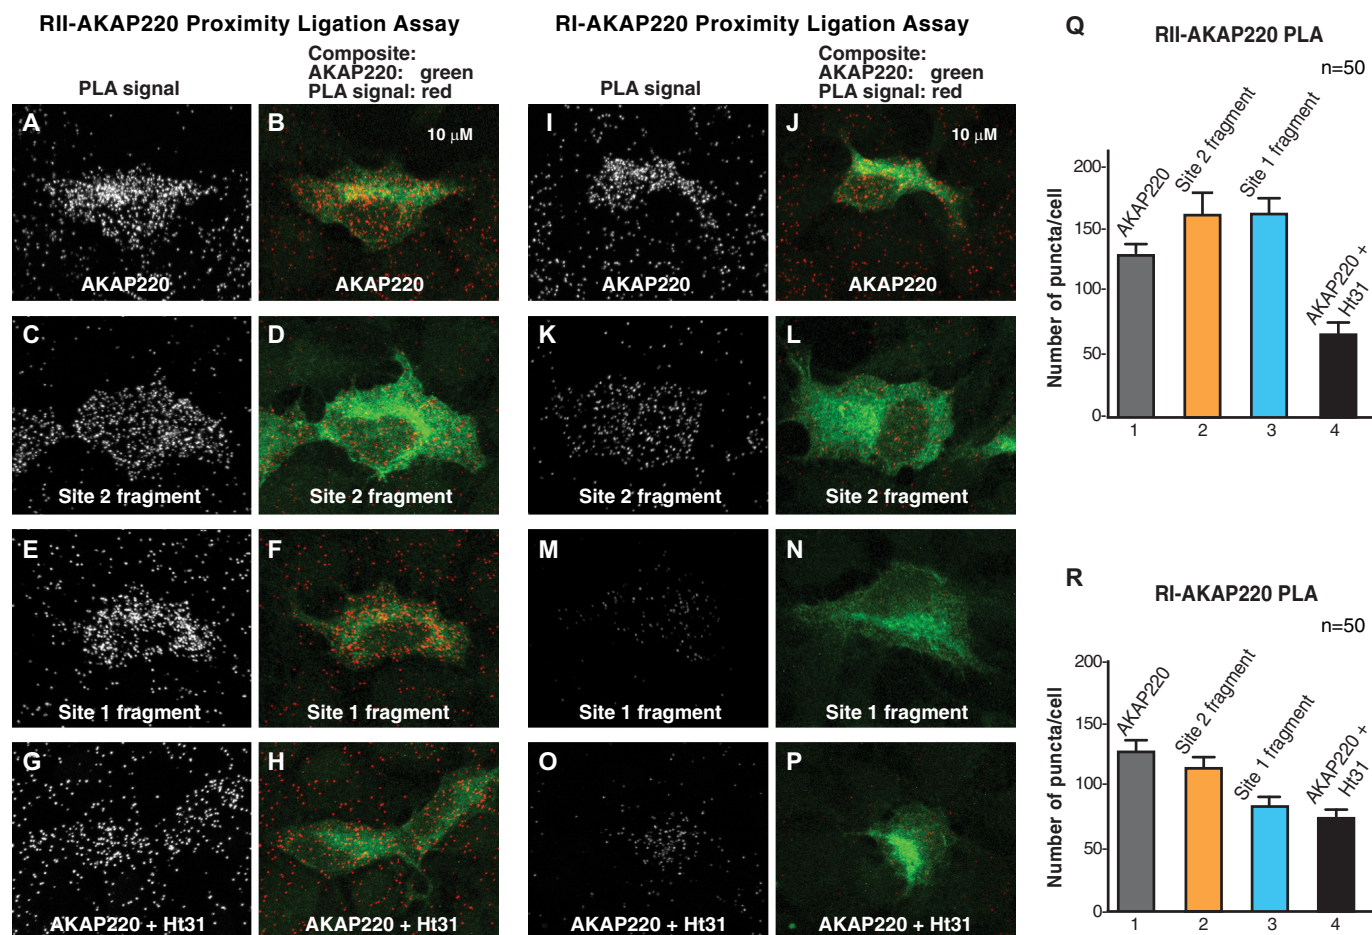 RII-AKAP220 Proximity Ligation Assay
PLA signal
Composite:
AKAP220: green
PLA signal: red
A
AKAP220
B
10 µM
AKAP220
C
Site 2 fragment
D
Site 2 fragment
E
Site 1 fragment
F
Site 1 fragment
G
AKAP220 + Ht31
H
AKAP220 + Ht31
RI-AKAP220 Proximity Ligation Assay
PLA signal
Composite:
AKAP220: green
PLA signal: red
I
AKAP220
J
10 µM
AKAP220
K
Site 2 fragment
L
Site 2 fragment
M
Site 1 fragment
N
Site 1 fragment
O
AKAP220 + Ht31
P
AKAP220 + Ht31
Q
RII-AKAP220 PLA
n=50
Number of puncta/cell
200
150
100
50
0
AKAP220
Site 2 fragment
Site 1 fragment
AKAP220 +
Ht31
1 2 3 4
R
RI-AKAP220 PLA
n=50
Number of puncta/cell
200
150
100
50
0
AKAP220
Site 2 fragment
Site 1 fragment
AKAP220 +
Ht31
1 2 3 4